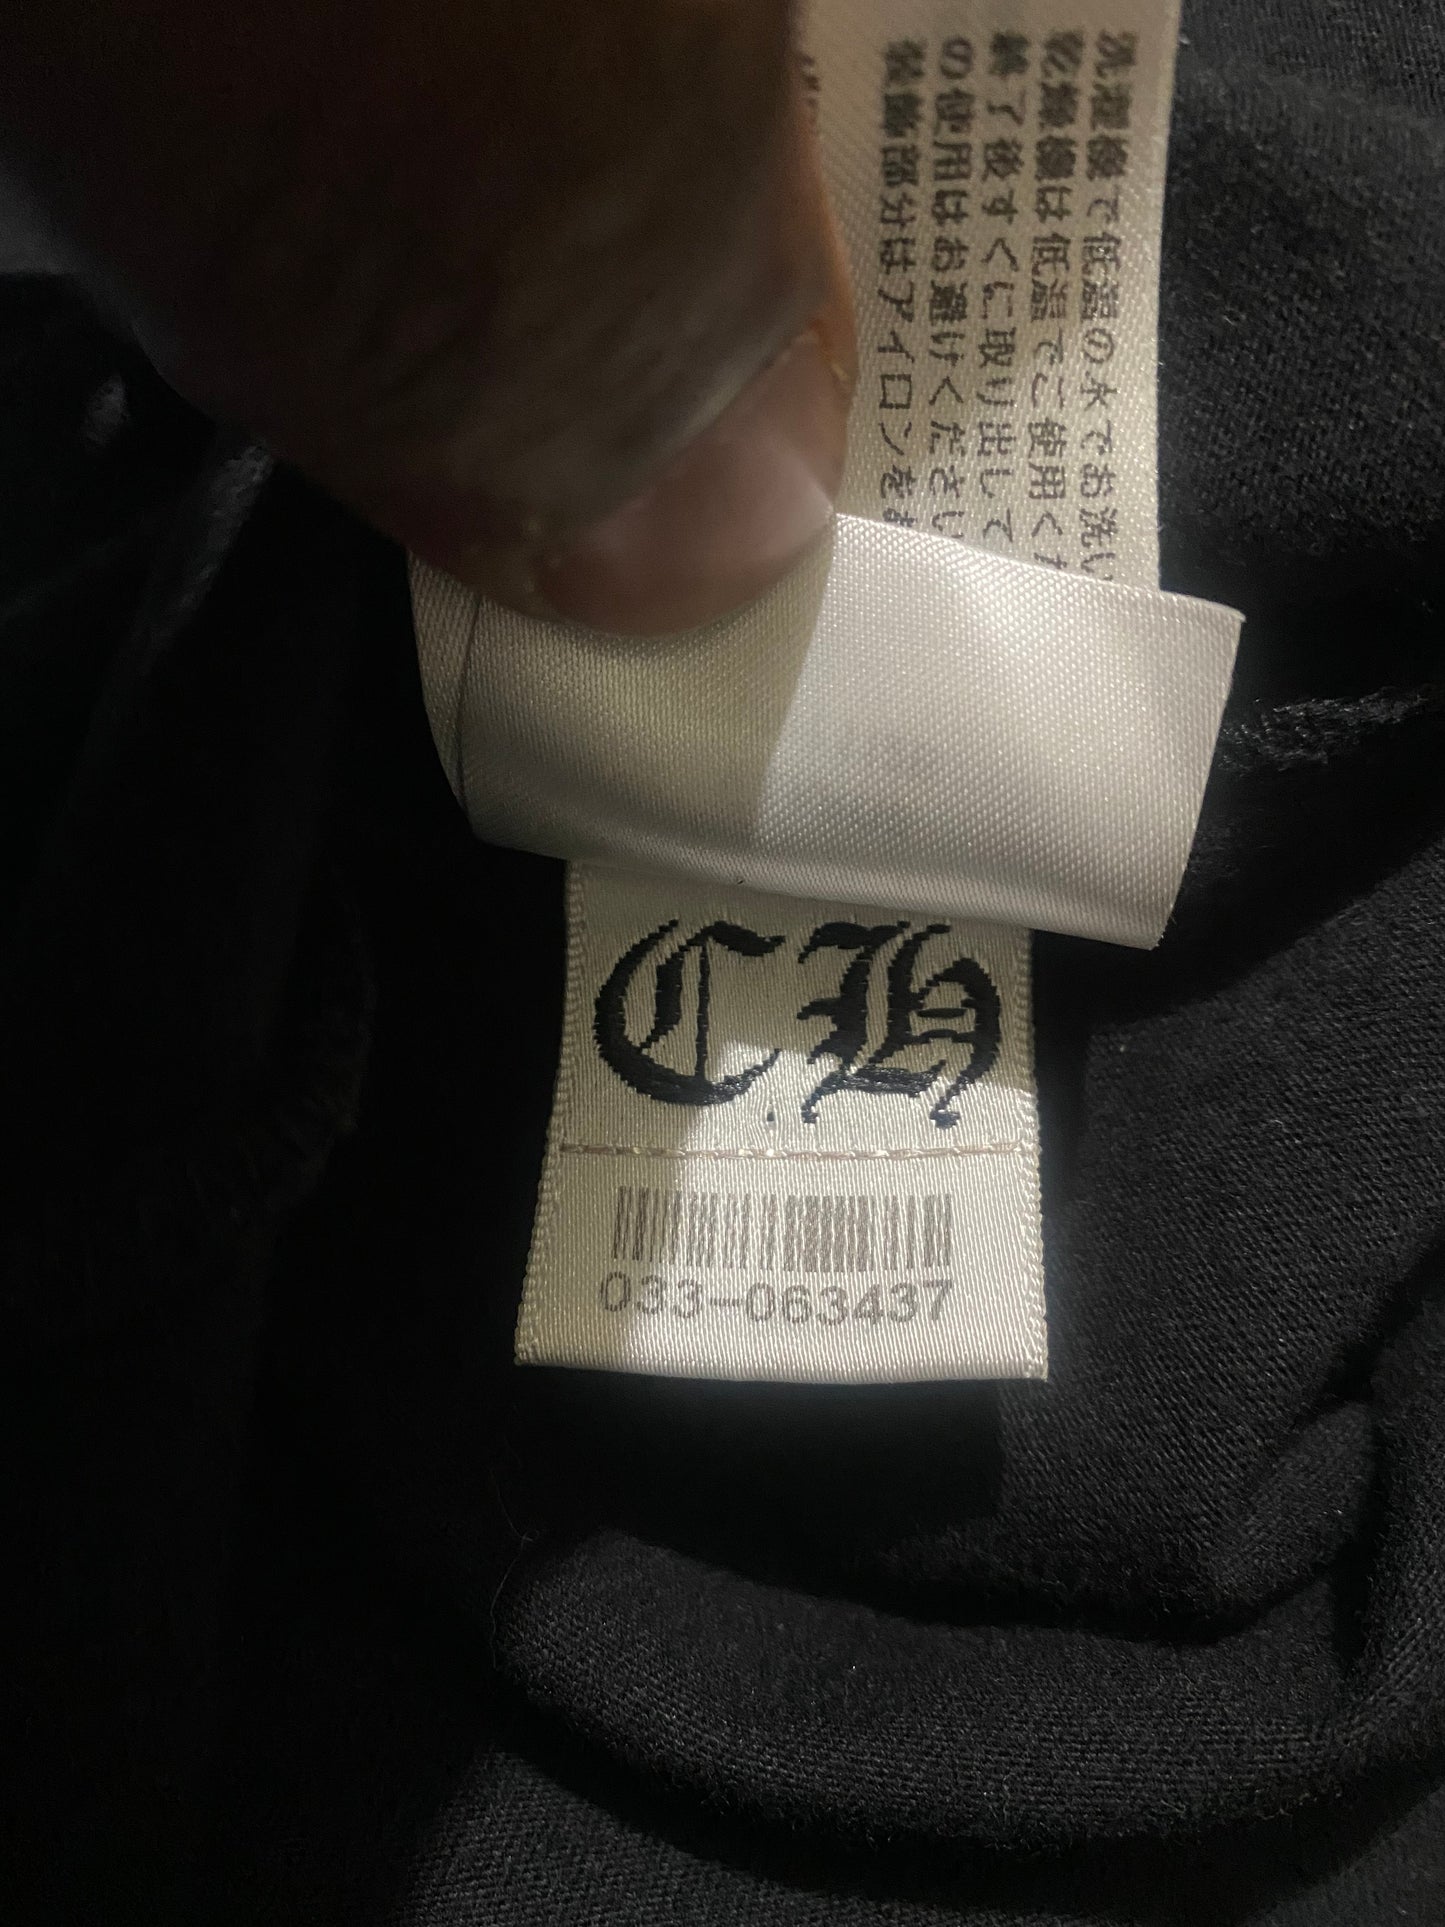 洗濯機で低温の水でお洗い
乾燥機は低温でご使用くだ
終了後すぐに取り出して
の使用はお避けください
装飾部分はアイロンをお
CH
033-063437